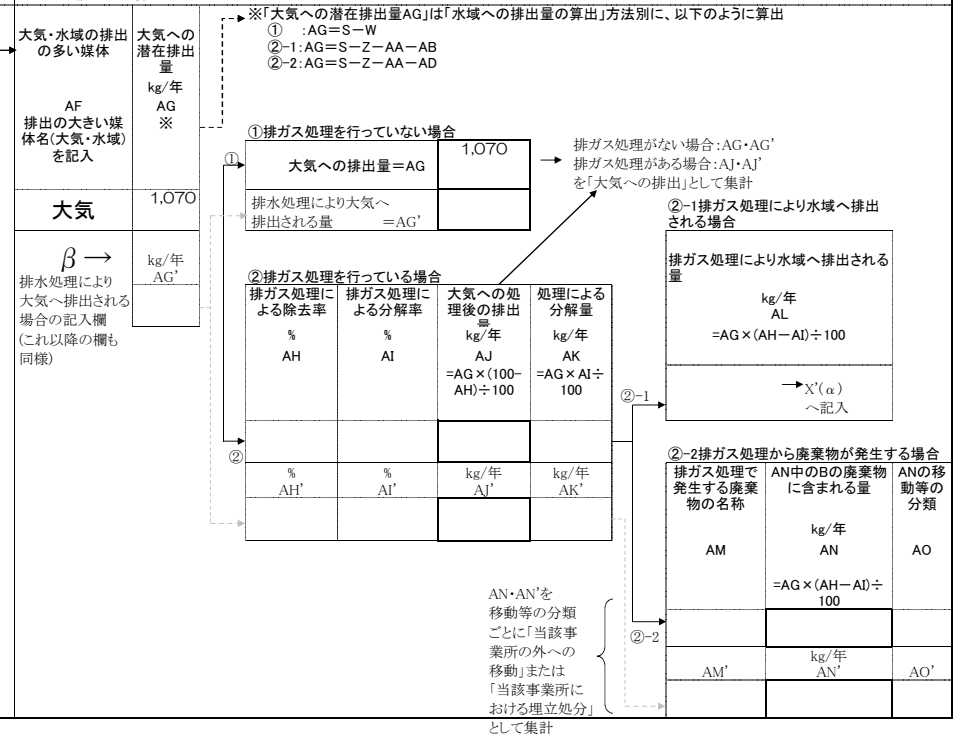 ※「大気への潜在排出量AG」は「水域への排出量の算出」方法別に、以下のように算出
①　:AG=S-W
②-1:AG=S-Z-AA-AB
②-2:AG=S-Z-AA-AD
大気・水域の排出
の多い媒体
AF
排出の大きい媒
体名(大気・水域)
を記入
大気への
潜在排出
量
kg/年
AG
※
大気
1,070
β→
排水処理により
大気へ排出される
場合の記入欄
(これ以降の欄も
同様)
kg/年
AG’
①排ガス処理を行っていない場合
①
大気への排出量=AG
1,070
排水処理により大気へ
排出される量　=AG’
排ガス処理がない場合:AG・AG’
排ガス処理がある場合:AJ・AJ’
を「大気への排出」として集計
②排ガス処理を行っている場合
排ガス処理に
よる除去率
%
AH
排ガス処理に
よる分解率
%
AI
大気への処
理後の排出
量
kg/年
AJ
=AG×(100-
AH)÷100
処理による
分解量
kg/年
AK
=AG×AI÷
100
②
%
AH’
%
AI’
kg/年
AJ’
kg/年
AK’
②-1排ガス処理により水域へ排出
される場合
排ガス処理により水域へ排出される
量
kg/年
AL
=AG×(AH-AI)÷100
②-1
→X’(α)
へ記入
②-2排ガス処理から廃棄物が発生する場合
排ガス処理で
発生する廃棄
物の名称
AM
AN中のBの廃棄物
に含まれる量
kg/年
AN
=AG×(AH-AI)÷
100
ANの移
動等の
分類
AO
②-2
AM’
kg/年
AN’
AO’
AN・AN’を
移動等の分類
ごとに「当該事
業所の外への
移動」または
「当該事業所に
おける埋立処分」
として集計